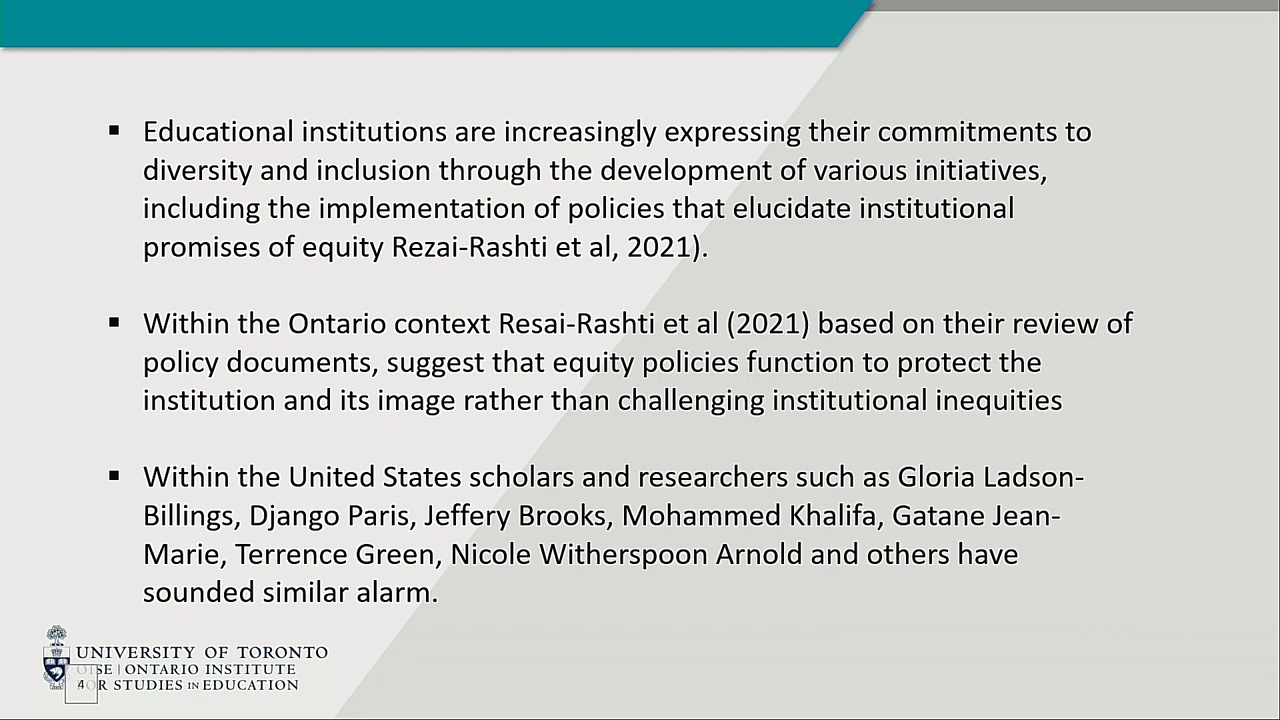 ▪ Educational institutions are increasingly expressing their commitments to
diversity and inclusion through the development of various initiatives,
including the implementation of policies that elucidate institutional
promises of equity Rezai-Rashti et al, 2021).
▪ Within the Ontario context Resai-Rashti et al (2021) based on their review of
policy documents, suggest that equity policies function to protect the
institution and its image rather than challenging institutional inequities
▪ Within the United States scholars and researchers such as Gloria Ladson-
Billings, Django Paris, Jeffery Brooks, Mohammed Khalifa, Gatane Jean-
Marie, Terrence Green, Nicole Witherspoon Arnold and others have
sounded similar alarm.
UNIVERSITY OF TORONTO
OISE | ONTARIO INSTITUTE
FOR STUDIES IN EDUCATION
4